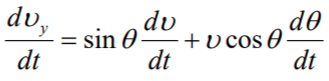 dυ_y/dt = sin θ dυ/dt + υ cos θ dθ/dt